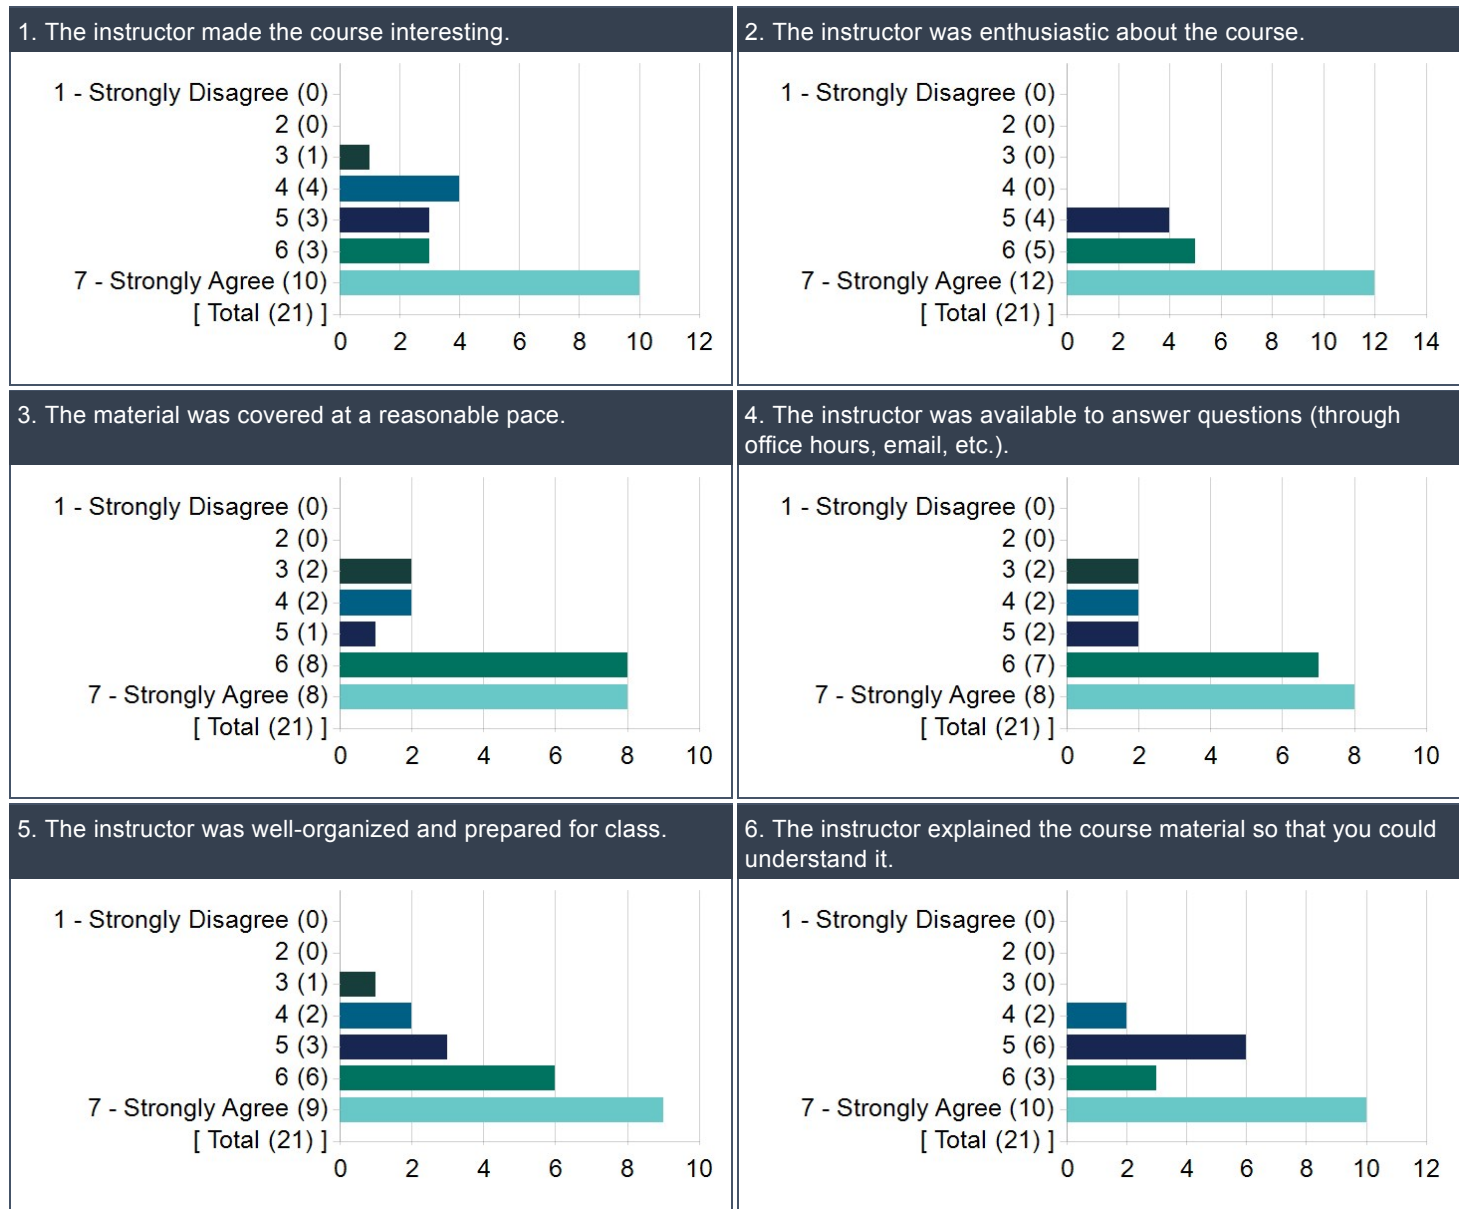 1. The instructor made the course interesting.
1 - Strongly Disagree (0)
2 (0)
3 (1)
4 (4)
5 (3)
6 (3)
7 - Strongly Agree (10)
[ Total (21) ]
0 2 4 6 8 10 12
2. The instructor was enthusiastic about the course.
1 - Strongly Disagree (0)
2 (0)
3 (0)
4 (0)
5 (4)
6 (5)
7 - Strongly Agree (12)
[ Total (21) ]
0 2 4 6 8 10 12 14
3. The material was covered at a reasonable pace.
1 - Strongly Disagree (0)
2 (0)
3 (2)
4 (2)
5 (1)
6 (8)
7 - Strongly Agree (8)
[ Total (21) ]
0 2 4 6 8 10
4. The instructor was available to answer questions (through
office hours, email, etc.).
1 - Strongly Disagree (0)
2 (0)
3 (2)
4 (2)
5 (2)
6 (7)
7 - Strongly Agree (8)
[ Total (21) ]
0 2 4 6 8 10
5. The instructor was well-organized and prepared for class.
1 - Strongly Disagree (0)
2 (0)
3 (1)
4 (2)
5 (3)
6 (6)
7 - Strongly Agree (9)
[ Total (21) ]
0 2 4 6 8 10
6. The instructor explained the course material so that you could
understand it.
1 - Strongly Disagree (0)
2 (0)
3 (0)
4 (2)
5 (6)
6 (3)
7 - Strongly Agree (10)
[ Total (21) ]
0 2 4 6 8 10 12